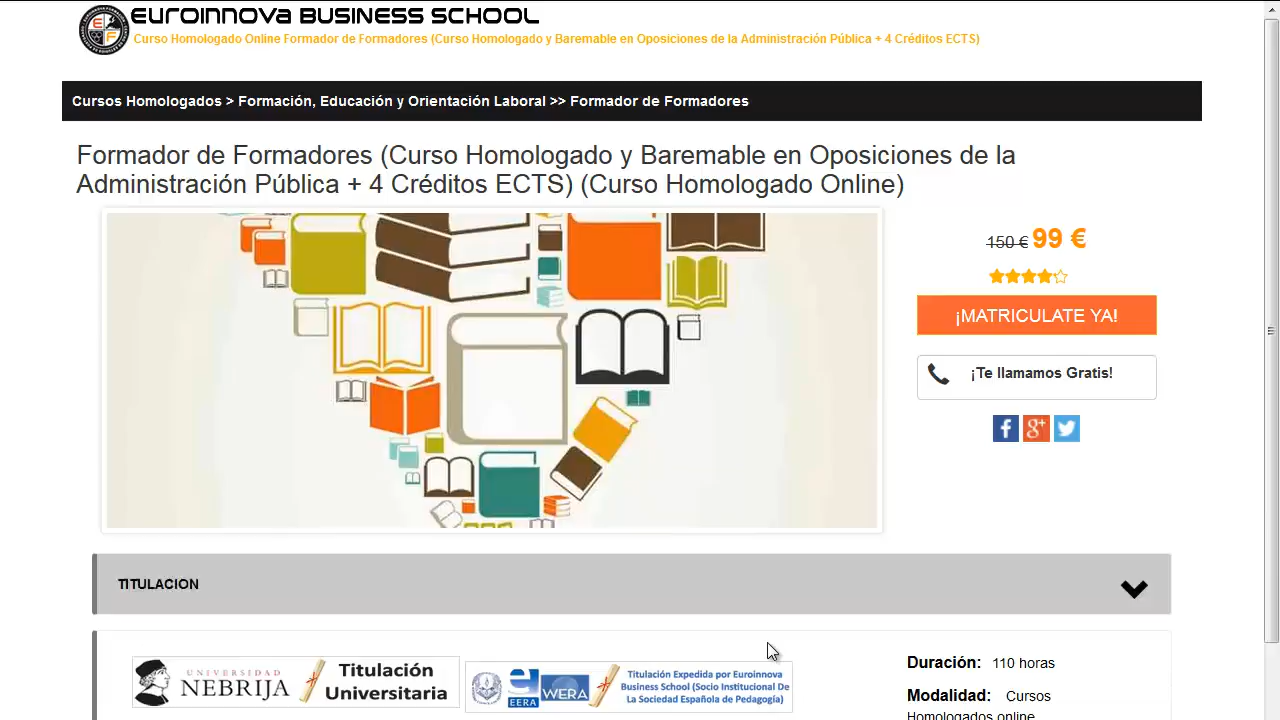 Euroinnova BUSINESS SCHOOL
Curso Homologado Online Formador de Formadores (Curso Homologado y Baremable en Oposiciones de la Administración Pública + 4 Créditos ECTS)
Cursos Homologados > Formación, Educación y Orientación Laboral >> Formador de Formadores
Formador de Formadores (Curso Homologado y Baremable en Oposiciones de la
Administración Pública + 4 Créditos ECTS) (Curso Homologado Online)
150 € 99 €
¡MATRICULATE YA!
¡Te llamamos Gratis!
TITULACION
UNIVERSIDAD
NEBRIJA
Titulación
Universitaria
EERA
WERA
Titulación Expedida por Euroinnova
Business School (Socio Institucional De
La Sociedad Española de Pedagogía)
Duración: 110 horas
Modalidad: Cursos
Homologados online